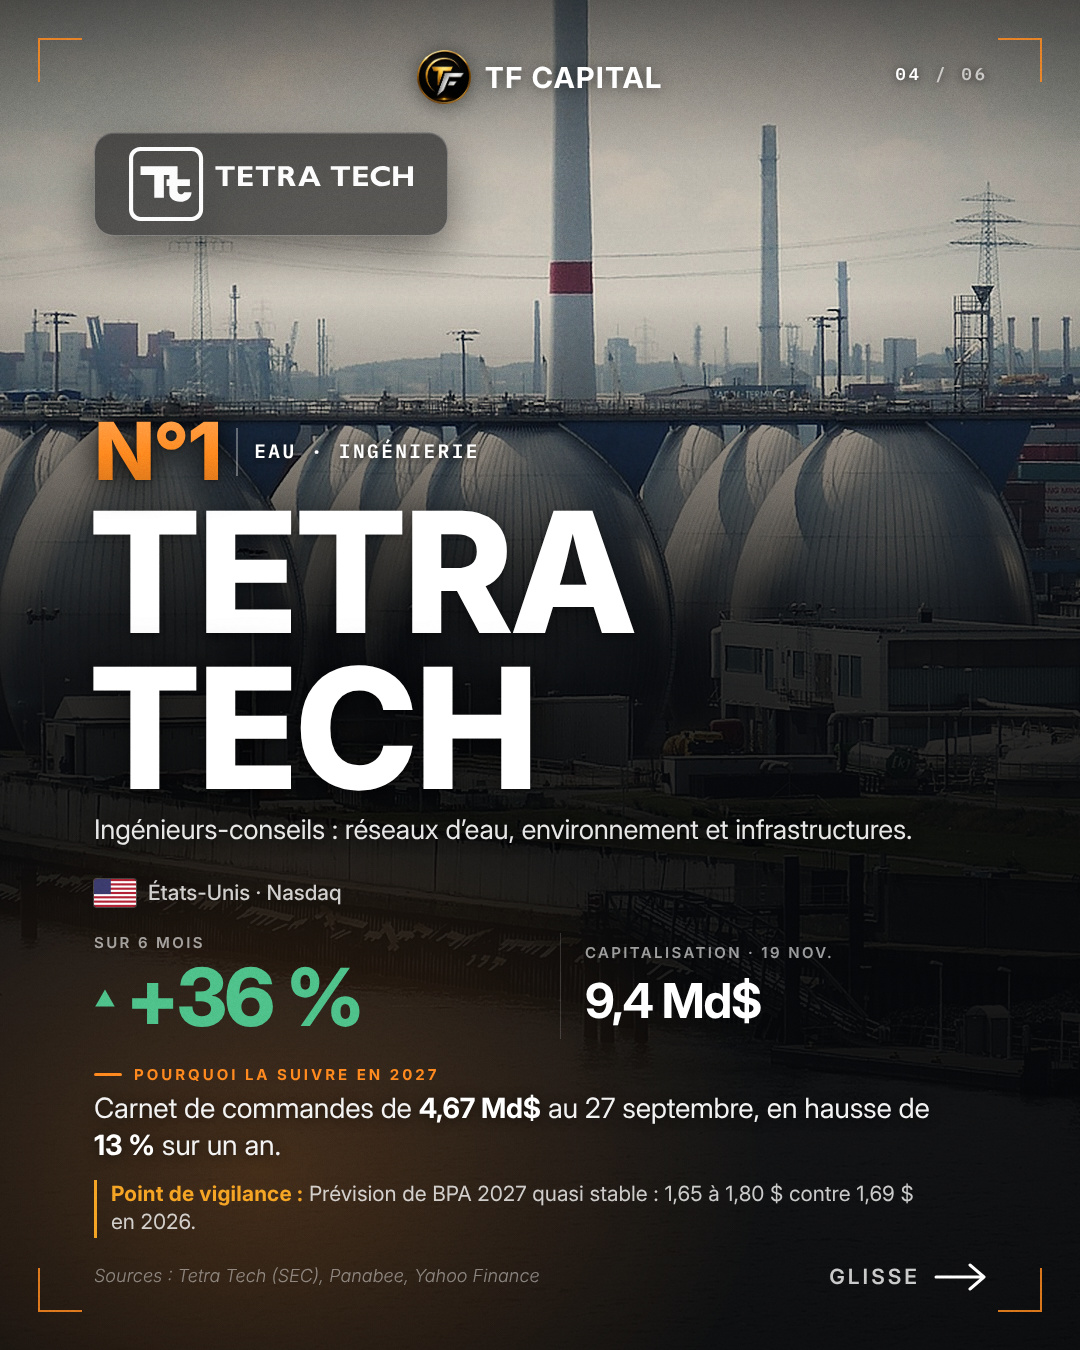 TF CAPITAL
04 / 06
Tt TETRA TECH
N°1
EAU · INGÉNIERIE
TETRA
TECH
Ingénieurs-conseils : réseaux d’eau, environnement et infrastructures.
États-Unis · Nasdaq
SUR 6 MOIS
▲ +36 %
CAPITALISATION · 19 NOV.
9,4 Md$
POURQUOI LA SUIVRE EN 2027
Carnet de commandes de 4,67 Md$ au 27 septembre, en hausse de
13 % sur un an.
Point de vigilance : Prévision de BPA 2027 quasi stable : 1,65 à 1,80 $ contre 1,69 $
en 2026.
Sources : Tetra Tech (SEC), Panabee, Yahoo Finance
GLISSE →